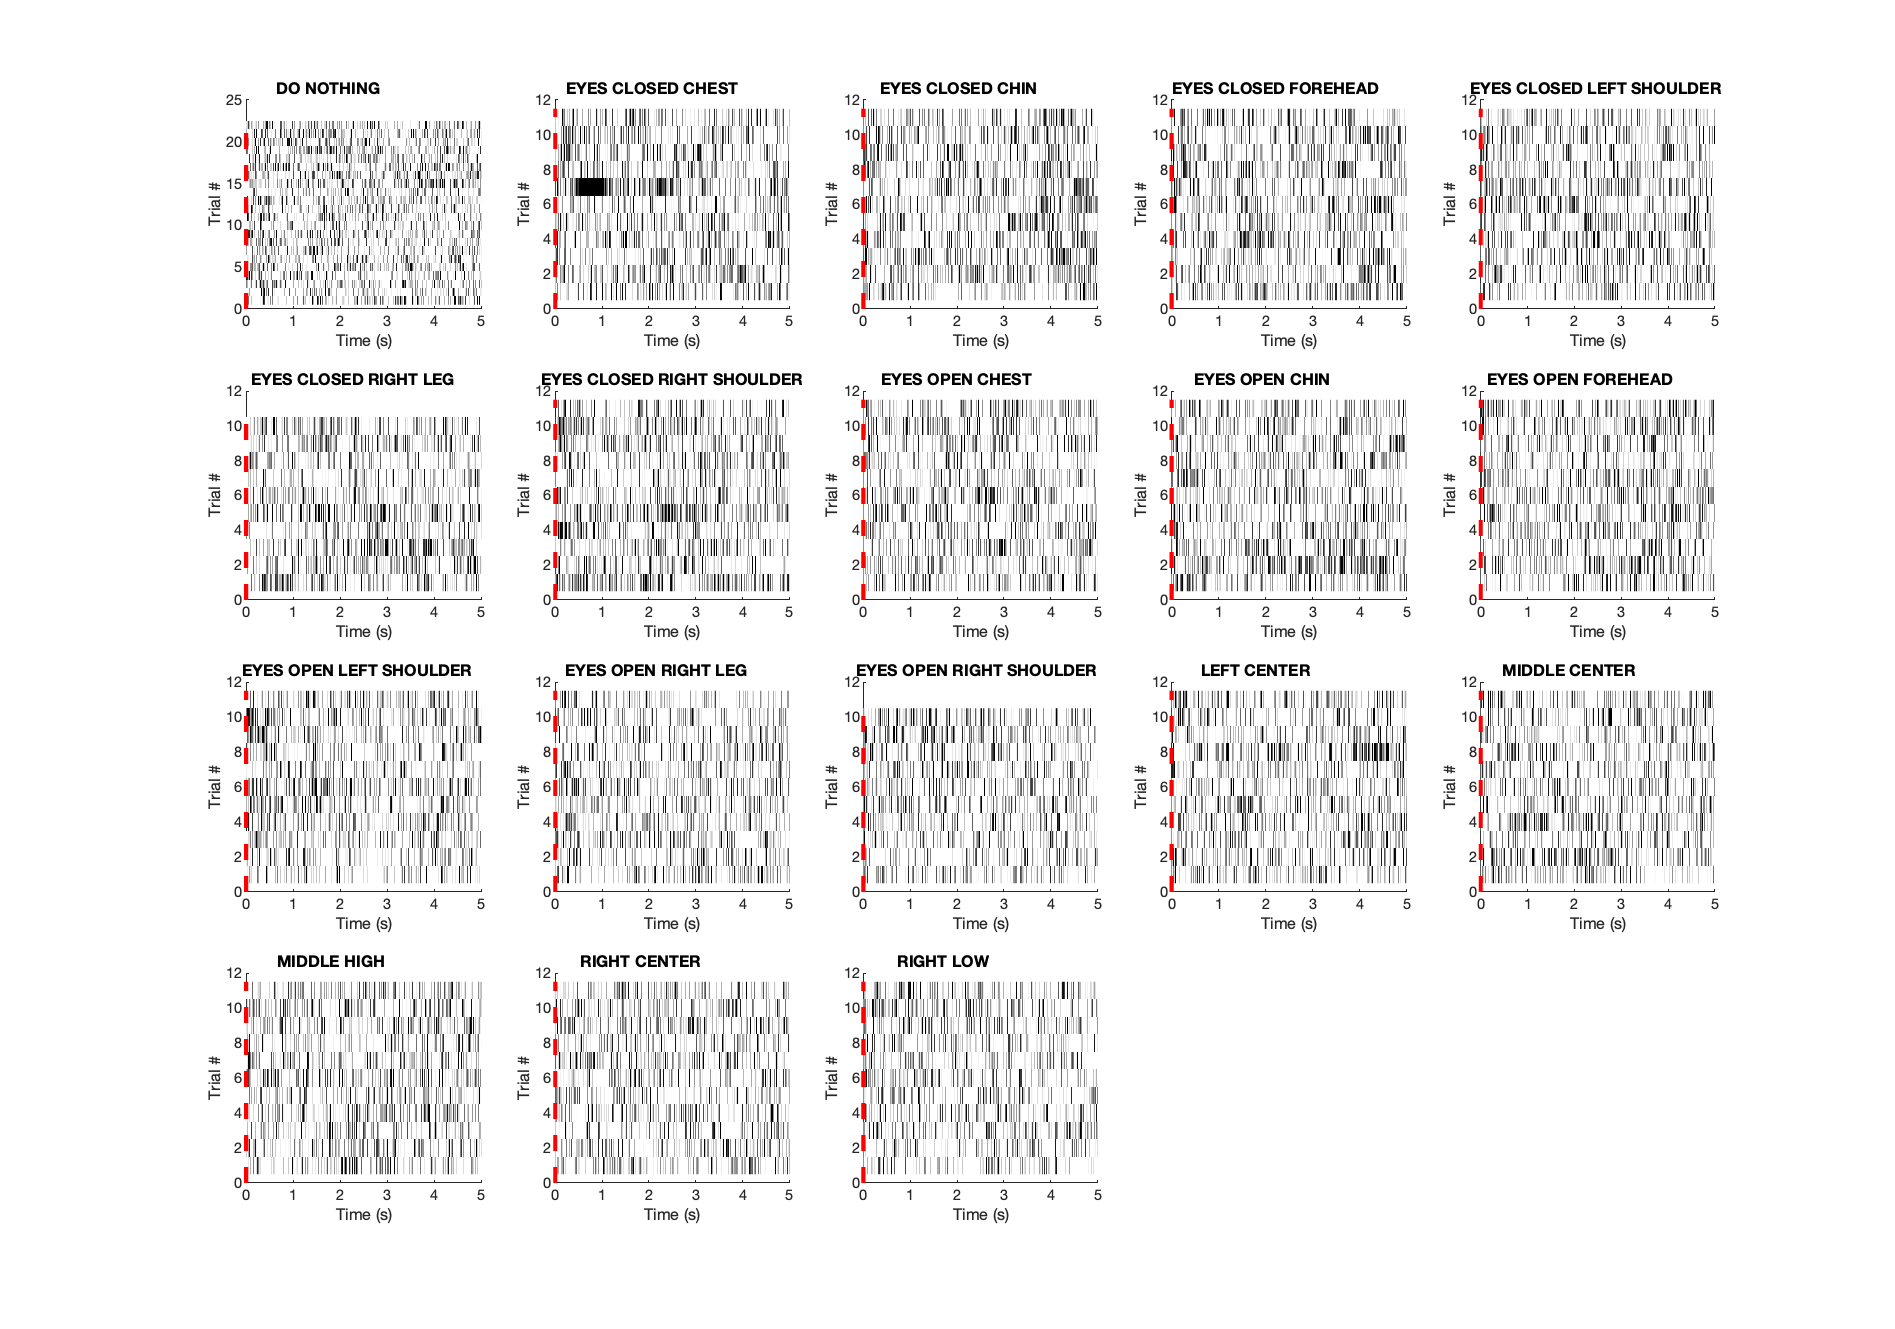 DO NOTHING
25
20
15
10
5
0
Trial #
0 1 2 3 4 5
Time (s)
EYES CLOSED CHEST
12
10
8
6
4
2
0
Trial #
0 1 2 3 4 5
Time (s)
EYES CLOSED CHIN
12
10
8
6
4
2
0
Trial #
0 1 2 3 4 5
Time (s)
EYES CLOSED FOREHEAD
12
10
8
6
4
2
0
Trial #
0 1 2 3 4 5
Time (s)
EYES CLOSED LEFT SHOULDER
12
10
8
6
4
2
0
Trial #
0 1 2 3 4 5
Time (s)
EYES CLOSED RIGHT LEG
12
10
8
6
4
2
0
Trial #
0 1 2 3 4 5
Time (s)
EYES CLOSED RIGHT SHOULDER
12
10
8
6
4
2
0
Trial #
0 1 2 3 4 5
Time (s)
EYES OPEN CHEST
12
10
8
6
4
2
0
Trial #
0 1 2 3 4 5
Time (s)
EYES OPEN CHIN
12
10
8
6
4
2
0
Trial #
0 1 2 3 4 5
Time (s)
EYES OPEN FOREHEAD
12
10
8
6
4
2
0
Trial #
0 1 2 3 4 5
Time (s)
EYES OPEN LEFT SHOULDER
12
10
8
6
4
2
0
Trial #
0 1 2 3 4 5
Time (s)
EYES OPEN RIGHT LEG
12
10
8
6
4
2
0
Trial #
0 1 2 3 4 5
Time (s)
EYES OPEN RIGHT SHOULDER
12
10
8
6
4
2
0
Trial #
0 1 2 3 4 5
Time (s)
LEFT CENTER
12
10
8
6
4
2
0
Trial #
0 1 2 3 4 5
Time (s)
MIDDLE CENTER
12
10
8
6
4
2
0
Trial #
0 1 2 3 4 5
Time (s)
MIDDLE HIGH
12
10
8
6
4
2
0
Trial #
0 1 2 3 4 5
Time (s)
RIGHT CENTER
12
10
8
6
4
2
0
Trial #
0 1 2 3 4 5
Time (s)
RIGHT LOW
12
10
8
6
4
2
0
Trial #
0 1 2 3 4 5
Time (s)